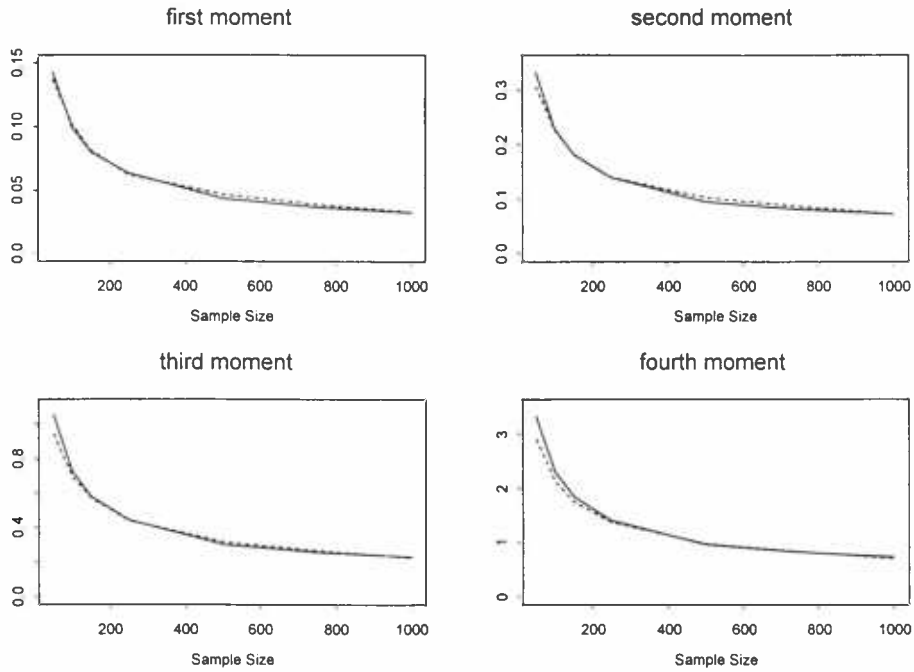 first moment
0.15
0.10
0.05
0.0
200 400 600 800 1000
Sample Size
second moment
0.3
0.2
0.1
0.0
200 400 600 800 1000
Sample Size
third moment
0.8
0.4
0.0
200 400 600 800 1000
Sample Size
fourth moment
3
2
1
0
200 400 600 800 1000
Sample Size